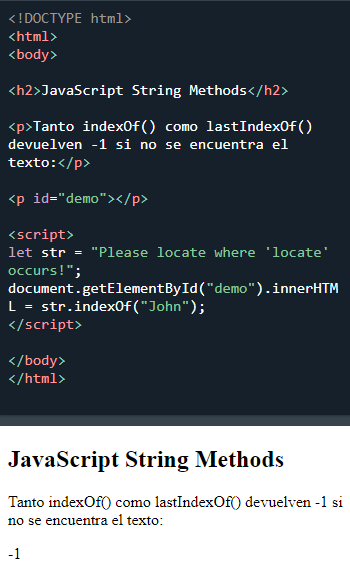 <!DOCTYPE html>
<html>
<body>
<h2>JavaScript String Methods</h2>
<p>Tanto indexOf() como lastIndexOf()
devuelven -1 si no se encuentra el
texto:</p>
<p id="demo"></p>
<script>
let str = "Please locate where 'locate'
occurs!";
document.getElementById("demo").innerHTM
L = str.indexOf("John");
</script>
</body>
</html>
JavaScript String Methods
Tanto indexOf() como lastIndexOf() devuelven -1 si
no se encuentra el texto:
-1